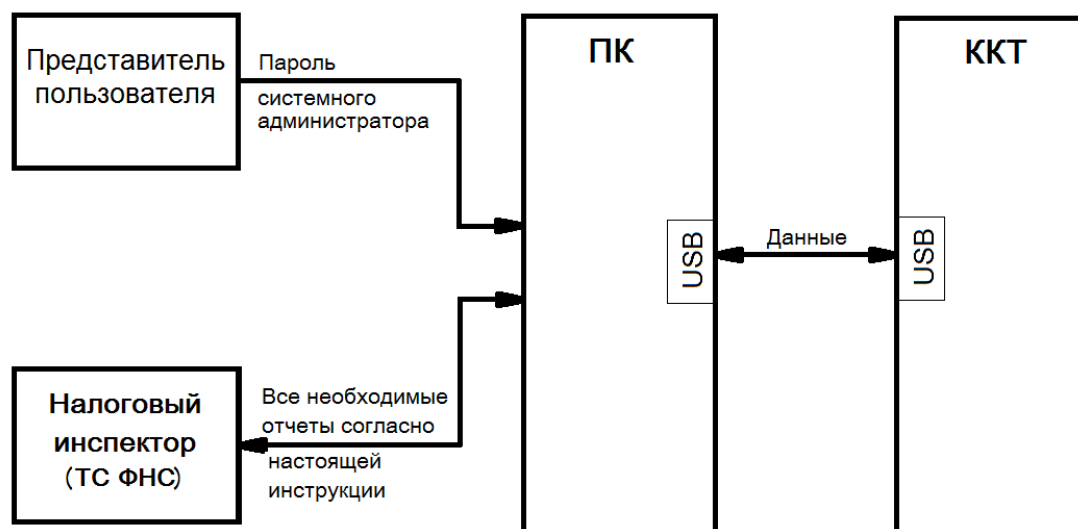 Представитель
пользователя
Пароль
системного
администратора
ПК
ККТ
USB
Данные
USB
Налоговый
инспектор
(ТС ФНС)
Все необходимые
отчеты согласно
настоящей
инструкции